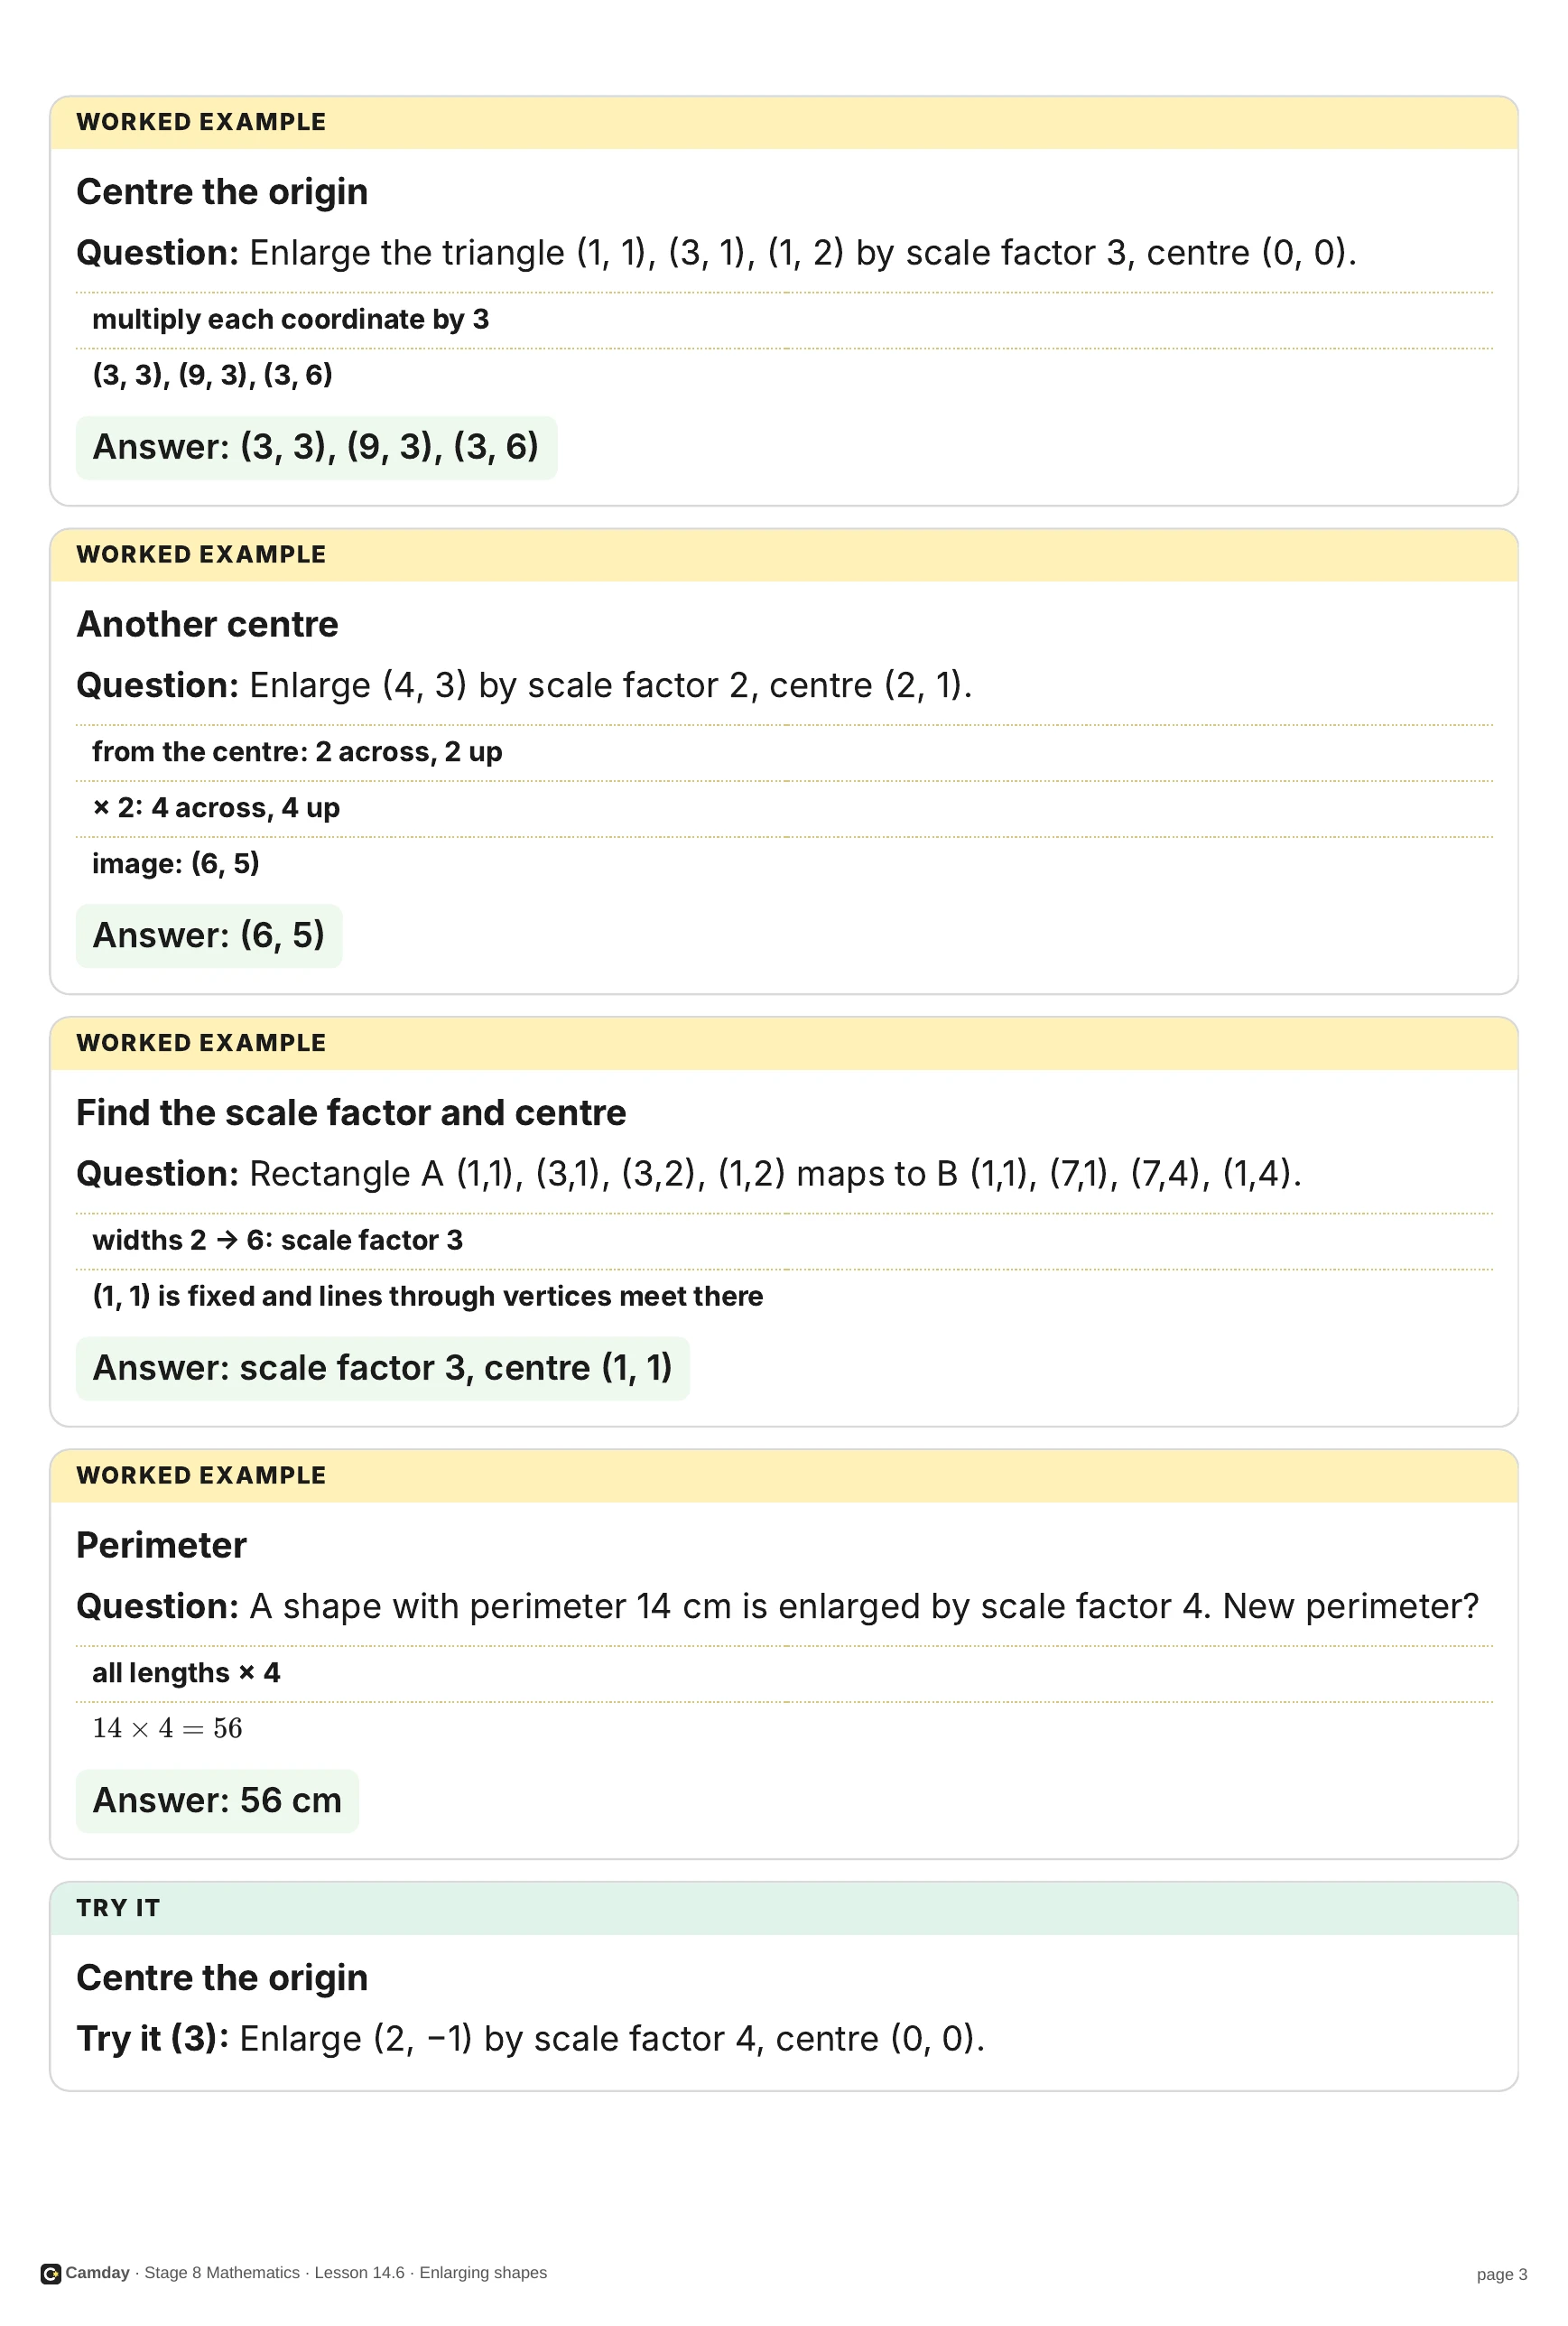 WORKED EXAMPLE
Centre the origin
Question: Enlarge the triangle (1, 1), (3, 1), (1, 2) by scale factor 3, centre (0, 0).
multiply each coordinate by 3
(3, 3), (9, 3), (3, 6)
Answer: (3, 3), (9, 3), (3, 6)
WORKED EXAMPLE
Another centre
Question: Enlarge (4, 3) by scale factor 2, centre (2, 1).
from the centre: 2 across, 2 up
× 2: 4 across, 4 up
image: (6, 5)
Answer: (6, 5)
WORKED EXAMPLE
Find the scale factor and centre
Question: Rectangle A (1,1), (3,1), (3,2), (1,2) maps to B (1,1), (7,1), (7,4), (1,4).
widths 2 → 6: scale factor 3
(1, 1) is fixed and lines through vertices meet there
Answer: scale factor 3, centre (1, 1)
WORKED EXAMPLE
Perimeter
Question: A shape with perimeter 14 cm is enlarged by scale factor 4. New perimeter?
all lengths × 4
14 × 4 = 56
Answer: 56 cm
TRY IT
Centre the origin
Try it (3): Enlarge (2, −1) by scale factor 4, centre (0, 0).
Camday · Stage 8 Mathematics · Lesson 14.6 · Enlarging shapes
page 3